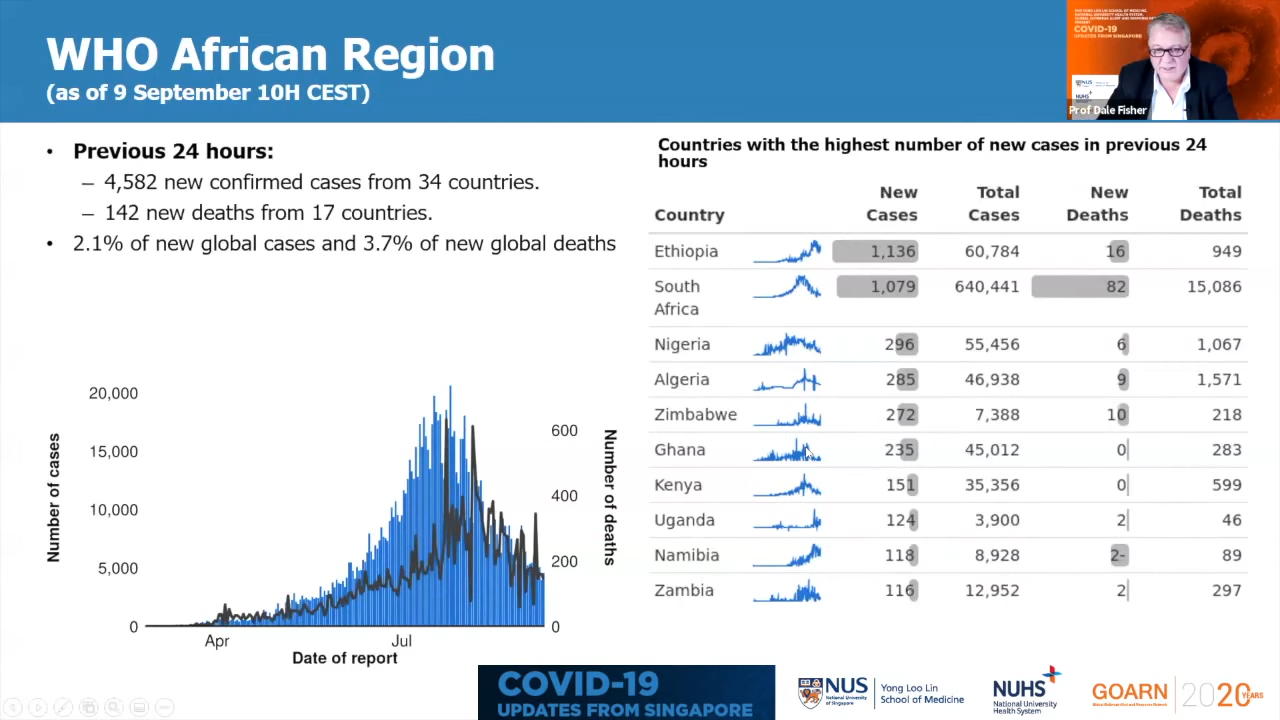 WHO African Region
(as of 9 September 10H CEST)
COVID-19
UPDATES FROM SINGAPORE
NUS
NUHS
Prof Dale Fisher
• Previous 24 hours:
– 4,582 new confirmed cases from 34 countries.
– 142 new deaths from 17 countries.
• 2.1% of new global cases and 3.7% of new global deaths
20,000
15,000
10,000
5,000
0
Number of cases
600
400
200
0
Number of deaths
Apr Jul
Date of report
Countries with the highest number of new cases in previous 24
hours
New Total New Total
Country Cases Cases Deaths Deaths
Ethiopia 1,136 60,784 16 949
South 1,079 640,441 82 15,086
Africa
Nigeria 296 55,456 6 1,067
Algeria 285 46,938 9 1,571
Zimbabwe 272 7,388 10 218
Ghana 235 45,012 0 283
Kenya 151 35,356 0 599
Uganda 124 3,900 2 46
Namibia 118 8,928 2- 89
Zambia 116 12,952 2 297
COVID-19
UPDATES FROM SINGAPORE
NUS
National University
of Singapore
Yong Loo Lin
School of Medicine
NUHS
National University
Health System
GOARN
2020 YEARS